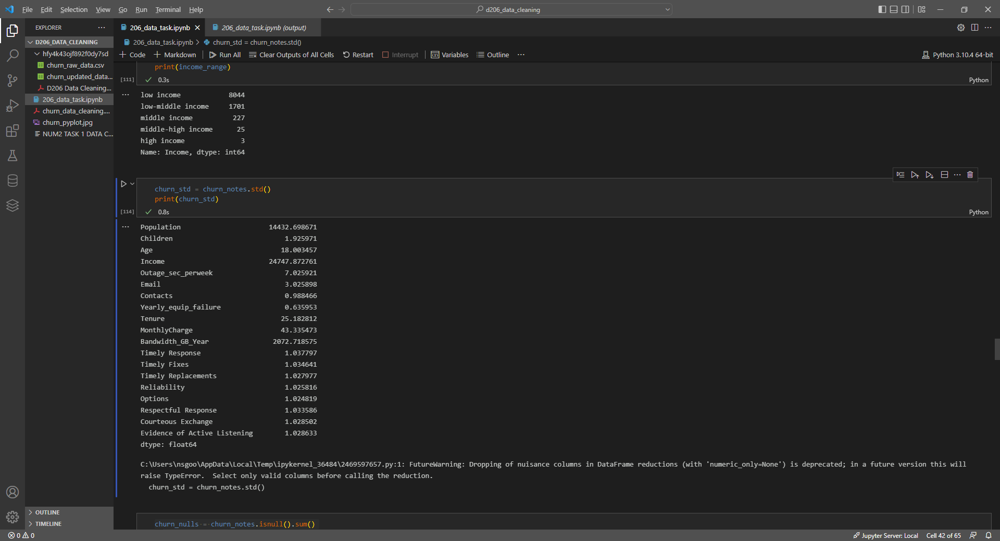 File Edit Selection View Go Run Terminal Help
d206_data_cleaning
EXPLORER
206_data_task.ipynb
206_data_task.ipynb (output)
D206_DATA_CLEANING
hfy4k43ojf892f0dy7sd
churn_raw_data.csv
churn_updated_data...
D206 Data Cleaning...
206_data_task.ipynb
churn_data_cleaning....
churn_pyplot.jpg
NUM2 TASK 1 DATA C...
OUTLINE
TIMELINE
206_data_task.ipynb > churn_std = churn_notes.std()
Code Markdown Run All Clear Outputs of All Cells Restart Interrupt Variables Outline ... Python 3.10.4 64-bit
print(income_range)
[111] 0.3s Python
low income 8044
low-middle income 1701
middle income 227
middle-high income 25
high income 3
Name: Income, dtype: int64
churn_std = churn_notes.std()
print(churn_std)
[114] 0.8s Python
Population 14432.698671
Children 1.925971
Age 18.003457
Income 24747.872761
Outage_sec_perweek 7.025921
Email 3.025898
Contacts 0.988466
Yearly_equip_failure 0.635953
Tenure 25.182812
MonthlyCharge 43.335473
Bandwidth_GB_Year 2072.718575
Timely Response 1.037797
Timely Fixes 1.034641
Timely Replacements 1.027977
Reliability 1.025816
Options 1.024819
Respectful Response 1.033586
Courteous Exchange 1.028502
Evidence of Active Listening 1.028633
dtype: float64
C:\Users\nsgoo\AppData\Local\Temp\ipykernel_36484\2469597657.py:1: FutureWarning: Dropping of nuisance columns in DataFrame reductions (with 'numeric_only=None') is deprecated; in a future version this will
raise TypeError.  Select only valid columns before calling the reduction.
churn_std = churn_notes.std()
churn_nulls = churn_notes.isnull().sum()
0 0 Jupyter Server: Local Cell 42 of 65